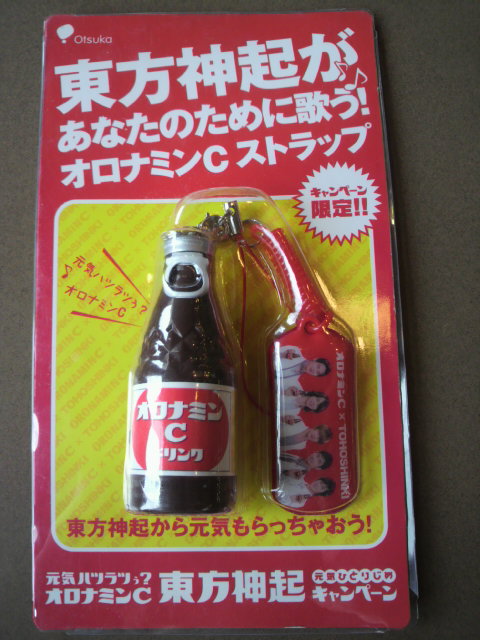 Otsuka
東方神起が♪♪
あなたのために歌う!
オロナミンC ストラップ
キャンペーン
限定!!
♪元気ハツラツぅ?
オロナミンC
オロナミン
C
ドリンク
オロナミンC × TOHOSHINKI
東方神起から元気もらっちゃおう!
元気ハツラツぅ?
オロナミンC 東方神起
元気ひとりじめ
キャンペーン